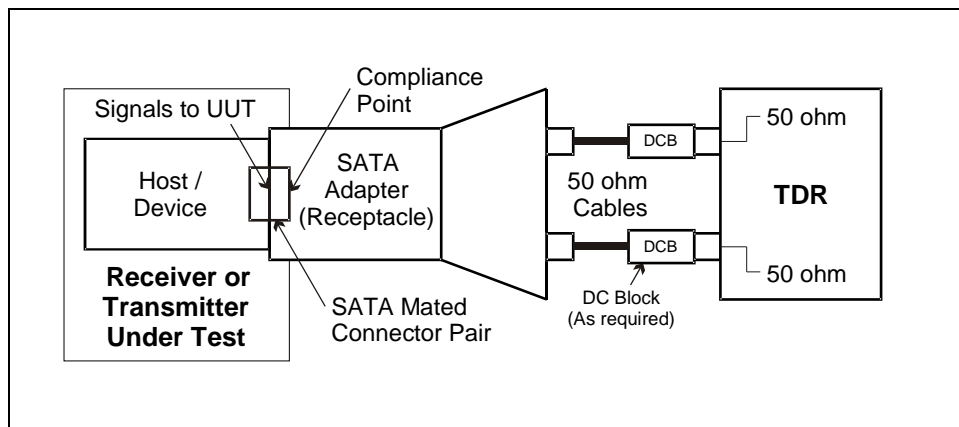 Compliance
Point
Signals to UUT
Host /
Device
SATA
Adapter
(Receptacle)
Receiver or
Transmitter
Under Test
SATA Mated
Connector Pair
DCB
50 ohm
Cables
DCB
DC Block
(As required)
50 ohm
TDR
50 ohm